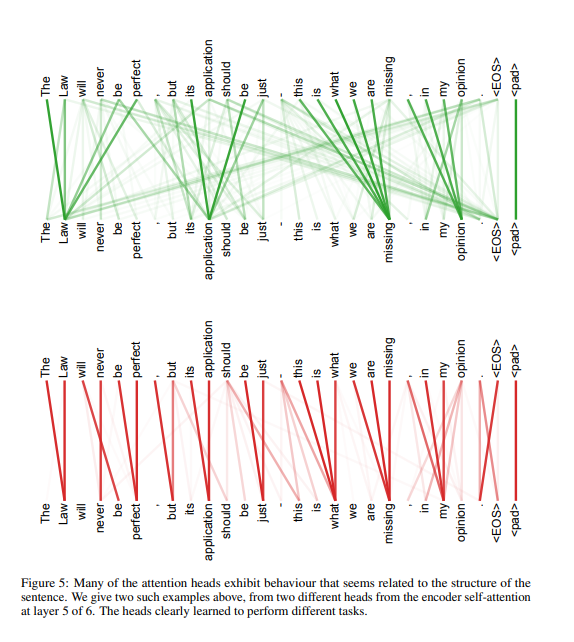 The Law will never be perfect , but its application should be just - this is what we are missing , in my opinion . <EOS> <pad>
The Law will never be perfect , but its application should be just - this is what we are missing , in my opinion . <EOS> <pad>
The Law will never be perfect , but its application should be just - this is what we are missing , in my opinion . <EOS> <pad>
The Law will never be perfect , but its application should be just - this is what we are missing , in my opinion . <EOS> <pad>
Figure 5: Many of the attention heads exhibit behaviour that seems related to the structure of the
sentence. We give two such examples above, from two different heads from the encoder self-attention
at layer 5 of 6. The heads clearly learned to perform different tasks.